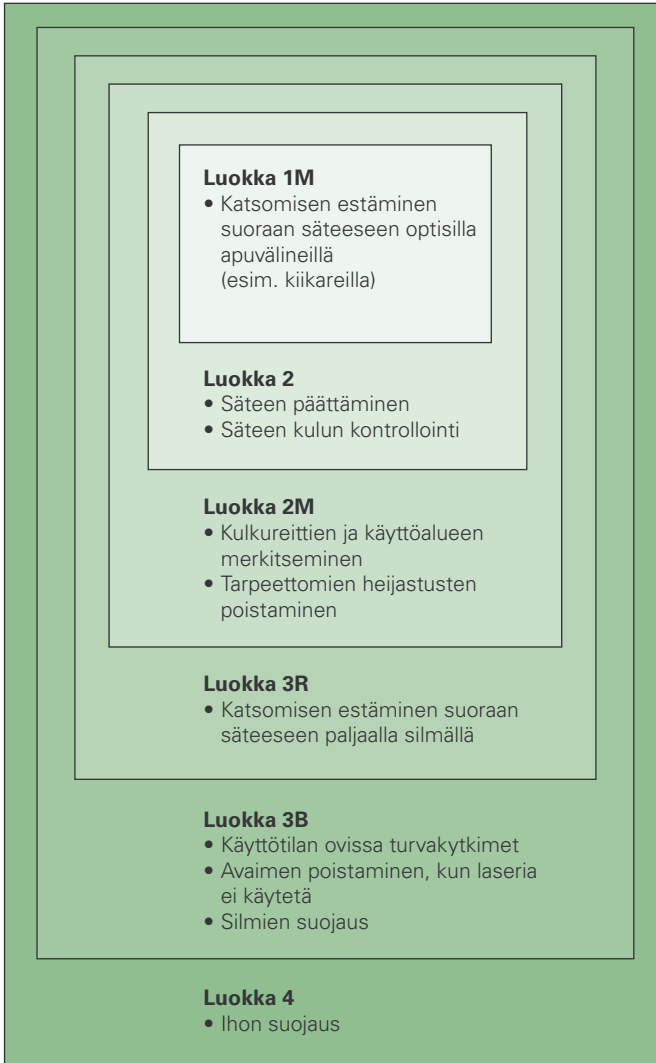 Luokka 1M
• Katsomisen estäminen
suoraan säteeseen optisilla
apuvälineillä
(esim. kiikareilla)
Luokka 2
• Säteen päättäminen
• Säteen kulun kontrollointi
Luokka 2M
• Kulkureittien ja käyttöalueen
merkitseminen
• Tarpeettomien heijastusten
poistaminen
Luokka 3R
• Katsomisen estäminen suoraan
säteeseen paljaalla silmällä
Luokka 3B
• Käyttötilan ovissa turvakytkimet
• Avaimen poistaminen, kun laseria
ei käytetä
• Silmien suojaus
Luokka 4
• Ihon suojaus